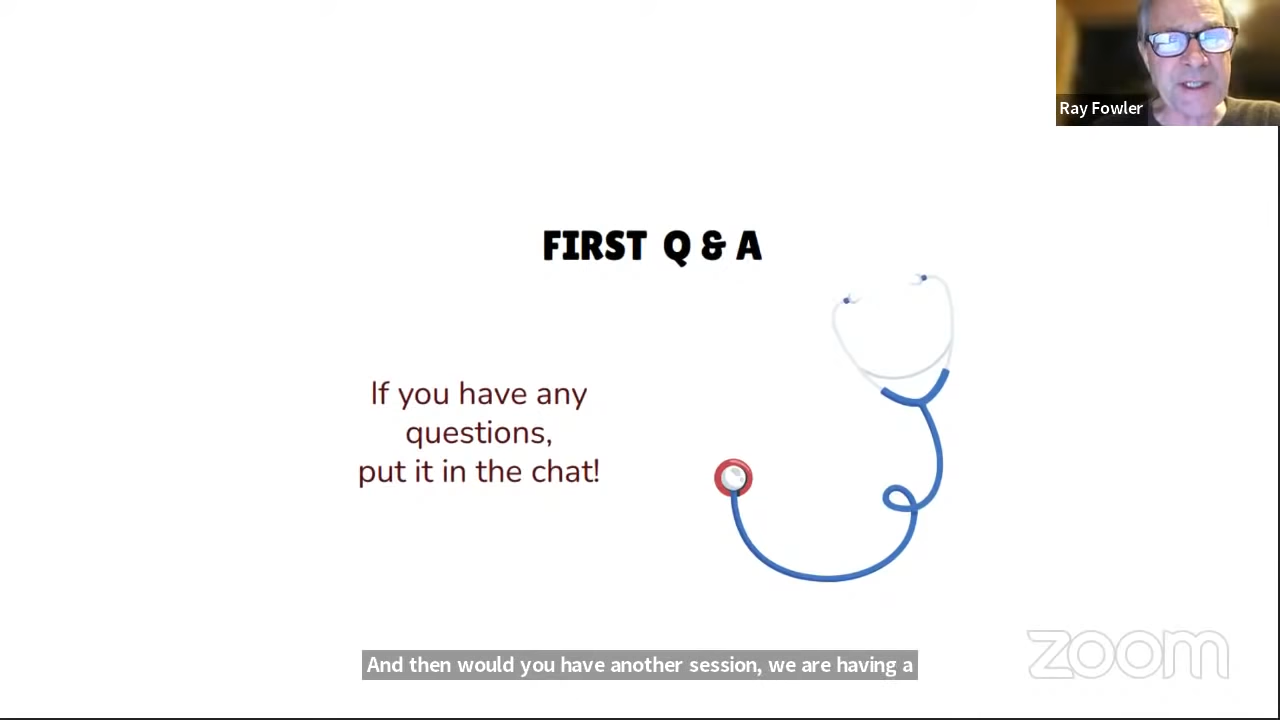 Ray Fowler
FIRST Q & A
If you have any
questions,
put it in the chat!
And then would you have another session, we are having a
zoom